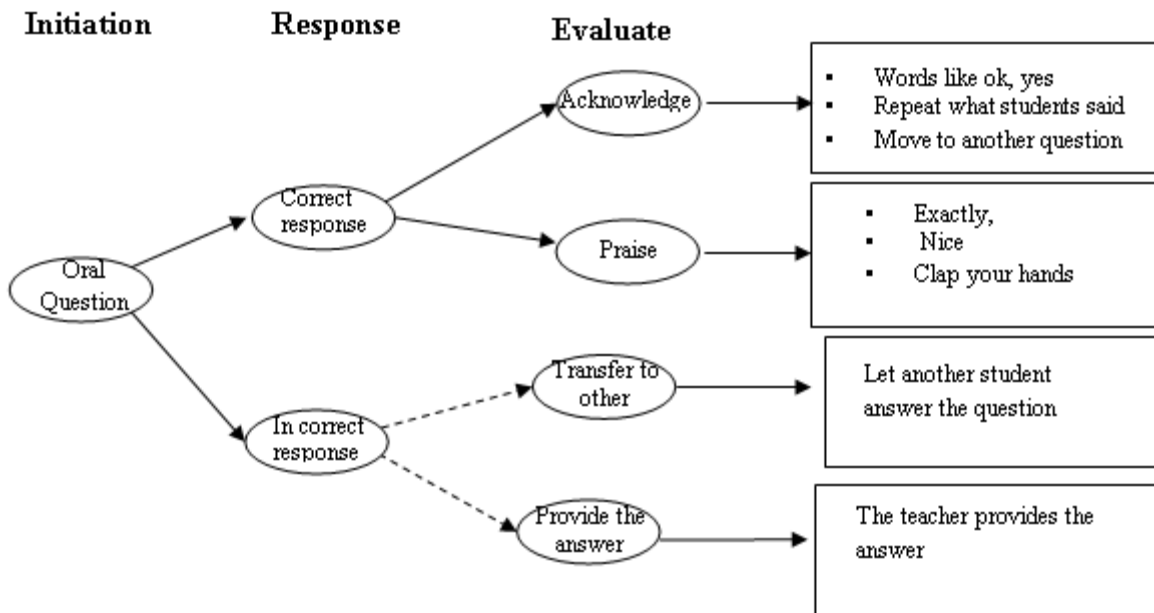 Initiation
Response
Evaluate
Oral
Question
Correct
response
In correct
response
Acknowledge
Praise
Transfer to
other
Provide the
answer
▪ Words like ok, yes
▪ Repeat what students said
▪ Move to another question
▪ Exactly,
▪ Nice
▪ Clap your hands
Let another student
answer the question
The teacher provides the
answer